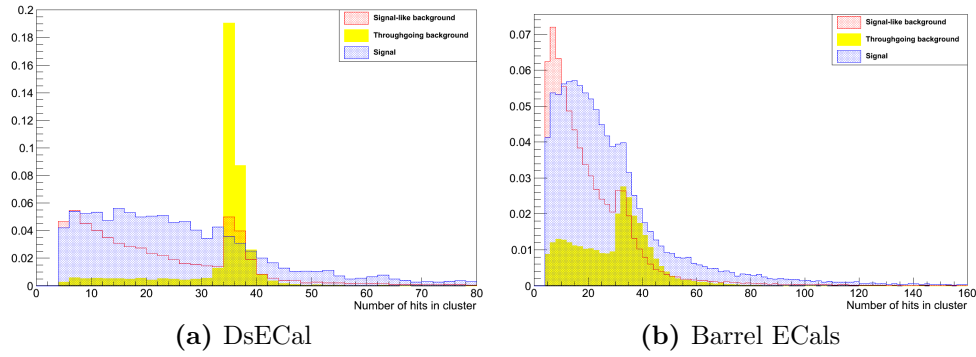 0.2
0.18
0.16
0.14
0.12
0.1
0.08
0.06
0.04
0.02
0
0 10 20 30 40 50 60 70 80
Number of hits in cluster
Signal-like background
Throughgoing background
Signal
(a) DsECal
0.07
0.06
0.05
0.04
0.03
0.02
0.01
0.00
0 20 40 60 80 100 120 140 160
Number of hits in cluster
Signal-like background
Throughgoing background
Signal
(b) Barrel ECals